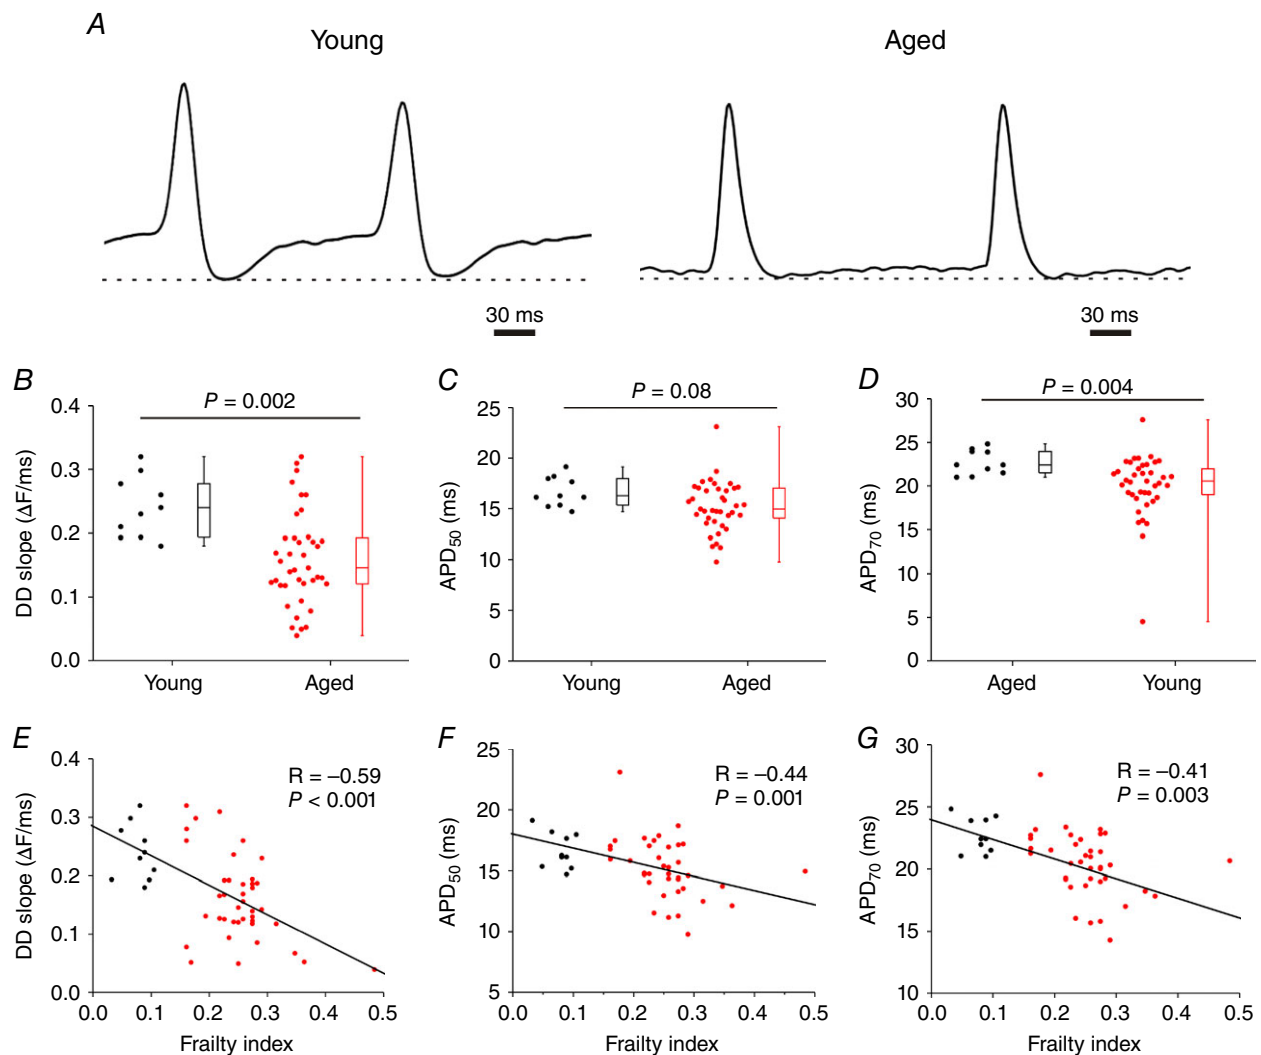 A
Young
Aged
30 ms
30 ms
B
P = 0.002
0.4
0.3
0.2
0.1
0.0
DD slope (ΔF/ms)
Young
Aged
C
P = 0.08
25
20
15
10
5
0
APD50 (ms)
Young
Aged
D
P = 0.004
30
25
20
15
10
5
0
APD70 (ms)
Aged
Young
E
R = –0.59
P < 0.001
0.4
0.3
0.2
0.1
0.0
DD slope (ΔF/ms)
0.0 0.1 0.2 0.3 0.4 0.5
Frailty index
F
R = –0.44
P = 0.001
25
20
15
10
5
APD50 (ms)
0.0 0.1 0.2 0.3 0.4 0.5
Frailty index
G
R = –0.41
P = 0.003
30
25
20
15
10
APD70 (ms)
0.0 0.1 0.2 0.3 0.4 0.5
Frailty index